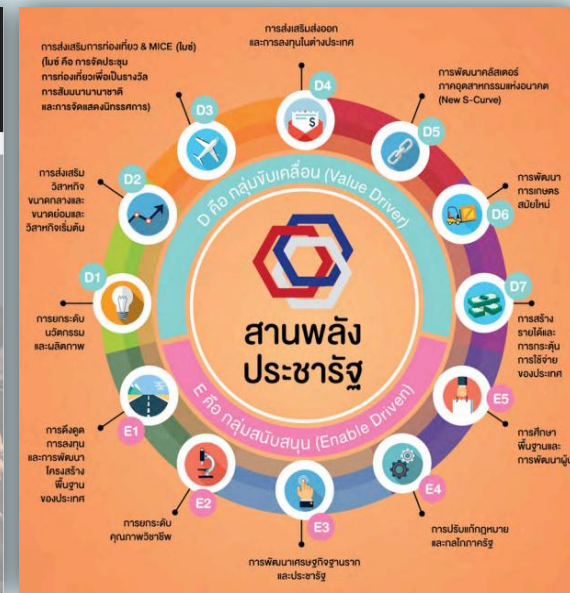 การส่งเสริมส่งออก
และการลงทุนในต่างประเทศ
D4
การส่งเสริมการท่องเที่ยว & MICE (ไมซ์)
(ไมซ์ คือ การจัดประชุม
การท่องเที่ยวเพื่อเป็นรางวัล
การสัมมนานานาชาติ
และการจัดแสดงนิทรรศการ)
D3
การพัฒนาคลัสเตอร์
ภาคอุตสาหกรรมแห่งอนาคต
(New S-Curve)
D5
การส่งเสริม
วิสาหกิจ
ขนาดกลางและ
ขนาดย่อมและ
วิสาหกิจเริ่มต้น
D2
การพัฒนา
การเกษตร
สมัยใหม่
D6
D1
การยกระดับ
นวัตกรรม
และผลิตภาพ
D7
การสร้าง
รายได้และ
การกระตุ้น
การใช้จ่าย
ของประเทศ
D คือ กลุ่มขับเคลื่อน (Value Driver)
สานพลัง
ประชารัฐ
E คือ กลุ่มสนับสนุน (Enable Driven)
E1
การดึงดูด
การลงทุน
และการพัฒนา
โครงสร้าง
พื้นฐาน
ของประเทศ
E5
การศึกษา
พื้นฐานและ
E2
การยกระดับ
คุณภาพวิชาชีพ
E3
การพัฒนาเศรษฐกิจฐานราก
และประชารัฐ
E4
การปรับแก้กฎหมาย
และกลไกภาครัฐ